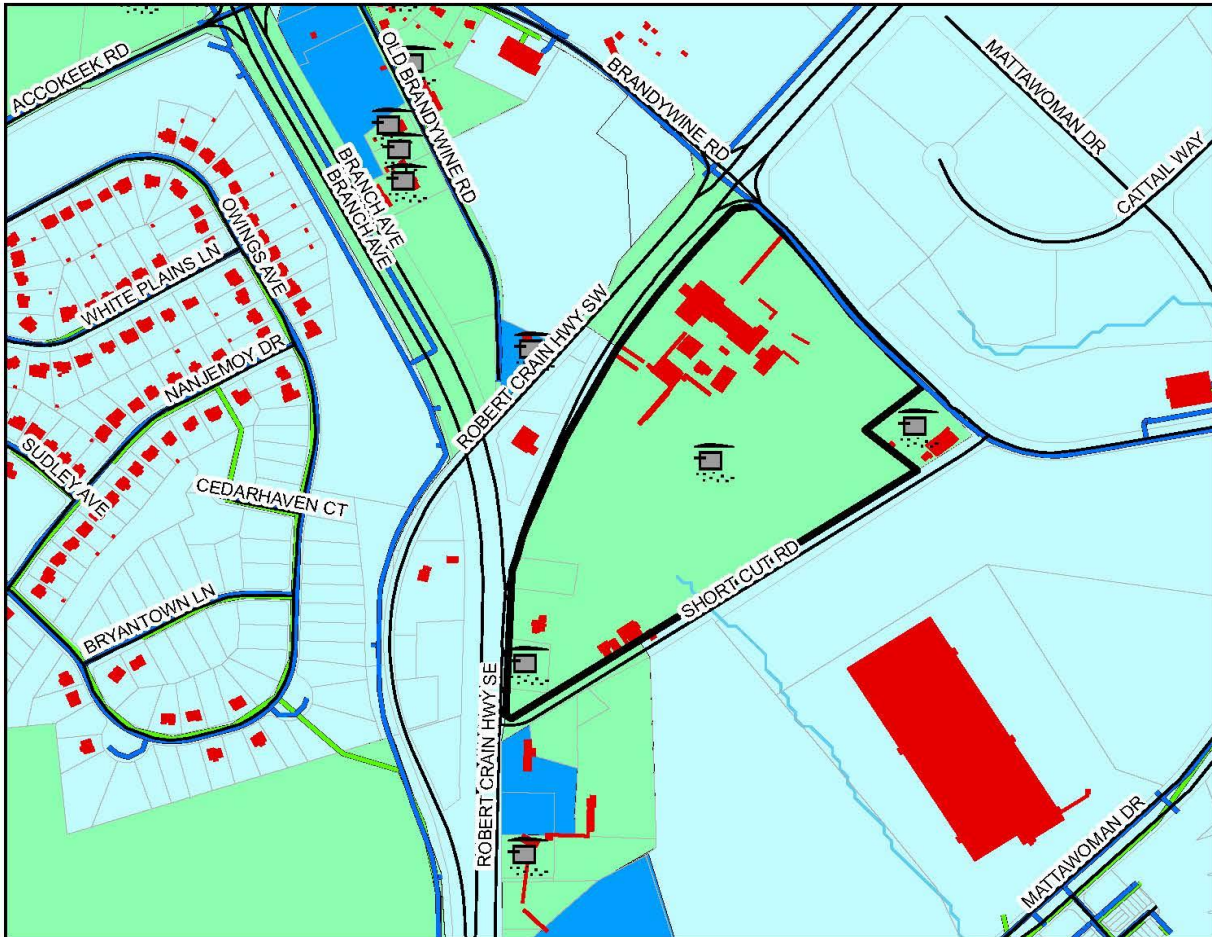 ACCOKEEK RD
OLD BRANDYWINE RD
BRANDYWINE RD
MATTAWOMAN DR
CATTAIL WAY
BRANCH AVE
BRANCH AVE
OWINGS AVE
WHITE PLAINS LN
ROBERT CRAIN HWY SW
NANJEMOY DR
SUDLEY AVE
CEDARHAVEN CT
SHORT CUT RD
BRYANTOWN LN
ROBERT CRAIN HWY SE
MATTAWOMAN DR